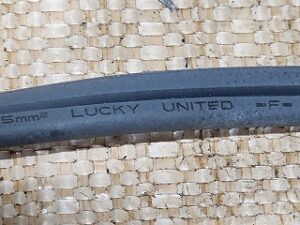 5mm² LUCKY UNITED =F=